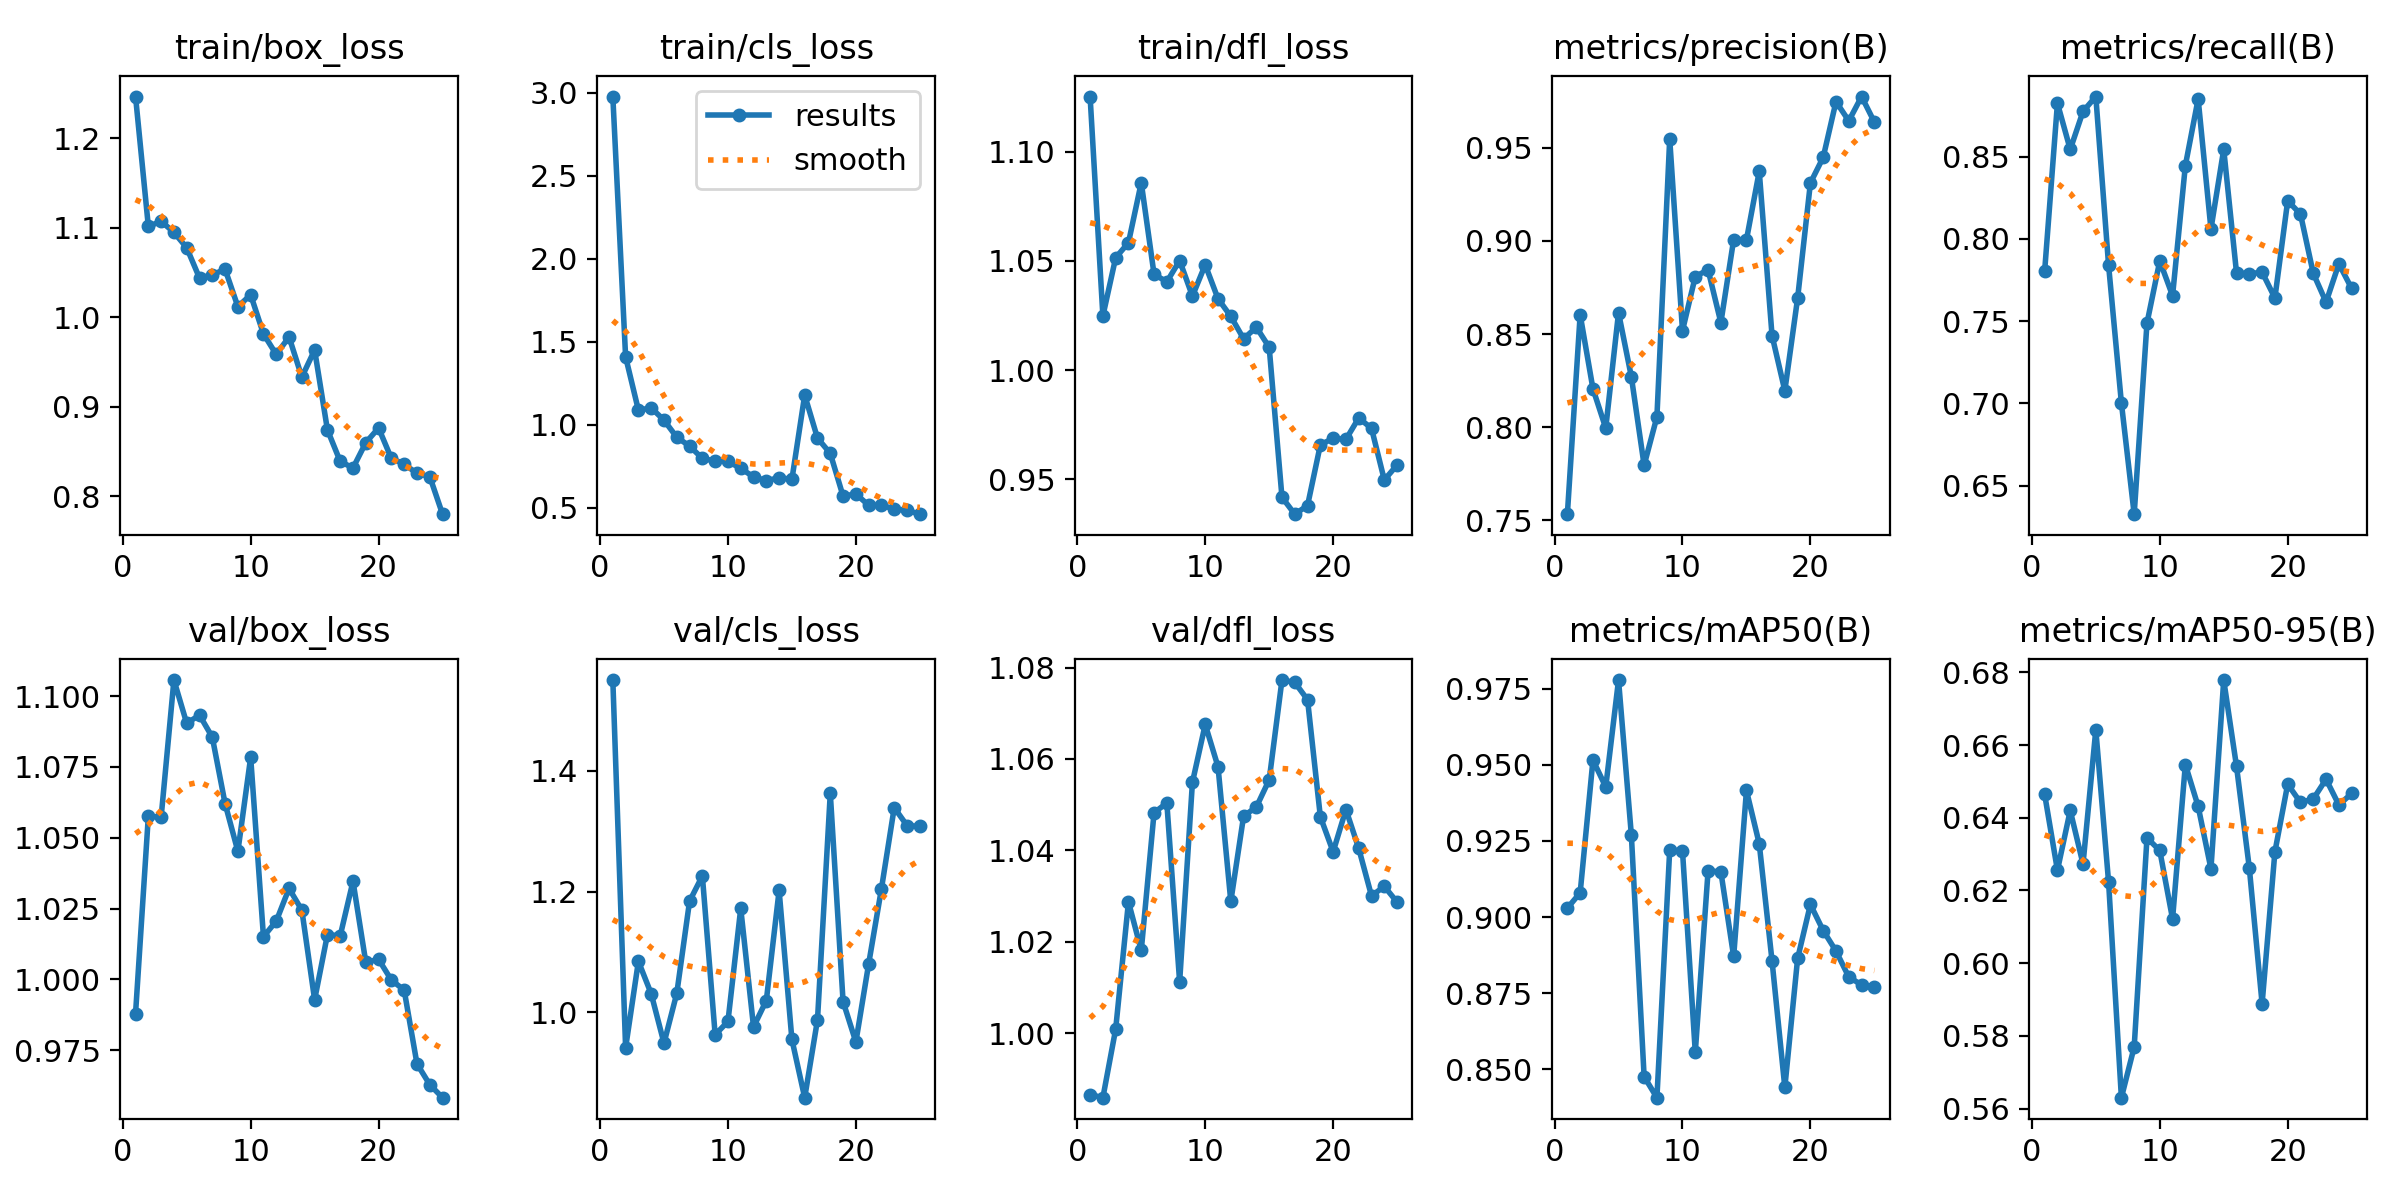 train/box_loss
1.2
1.1
1.0
0.9
0.8
0 10 20
train/cls_loss
results
smooth
3.0
2.5
2.0
1.5
1.0
0.5
0 10 20
train/dfl_loss
1.10
1.05
1.00
0.95
0 10 20
metrics/precision(B)
0.95
0.90
0.85
0.80
0.75
0 10 20
metrics/recall(B)
0.85
0.80
0.75
0.70
0.65
0 10 20
val/box_loss
1.100
1.075
1.050
1.025
1.000
0.975
0 10 20
val/cls_loss
1.4
1.2
1.0
0 10 20
val/dfl_loss
1.08
1.06
1.04
1.02
1.00
0 10 20
metrics/mAP50(B)
0.975
0.950
0.925
0.900
0.875
0.850
0 10 20
metrics/mAP50-95(B)
0.68
0.66
0.64
0.62
0.60
0.58
0.56
0 10 20